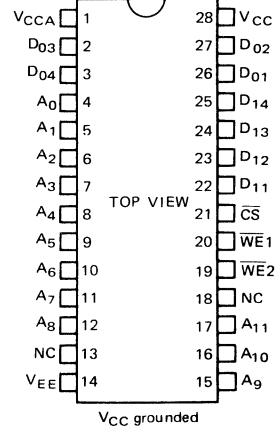 VCCA 1 28 VCC
D03 2 27 D02
D04 3 26 D01
A0 4 25 D14
A1 5 24 D13
A2 6 23 D12
A3 7 22 D11
A4 8 TOP VIEW 21 C̅S̅
A5 9 20 W̅E̅1
A6 10 19 W̅E̅2
A7 11 18 NC
A8 12 17 A11
NC 13 16 A10
VEE 14 15 A9
VCC grounded